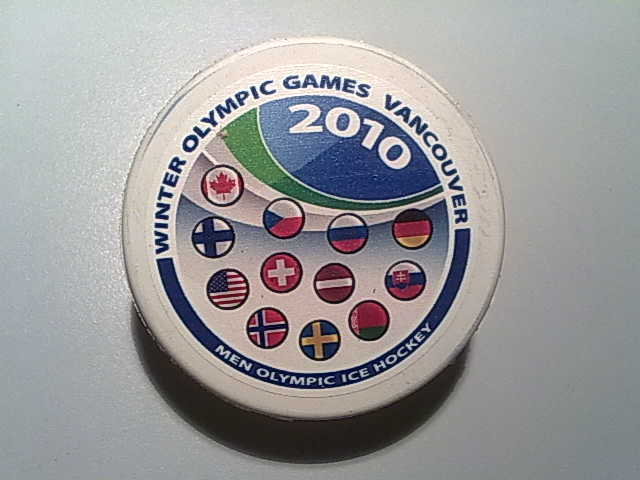 WINTER OLYMPIC GAMES VANCOUVER
2010
MEN OLYMPIC ICE HOCKEY